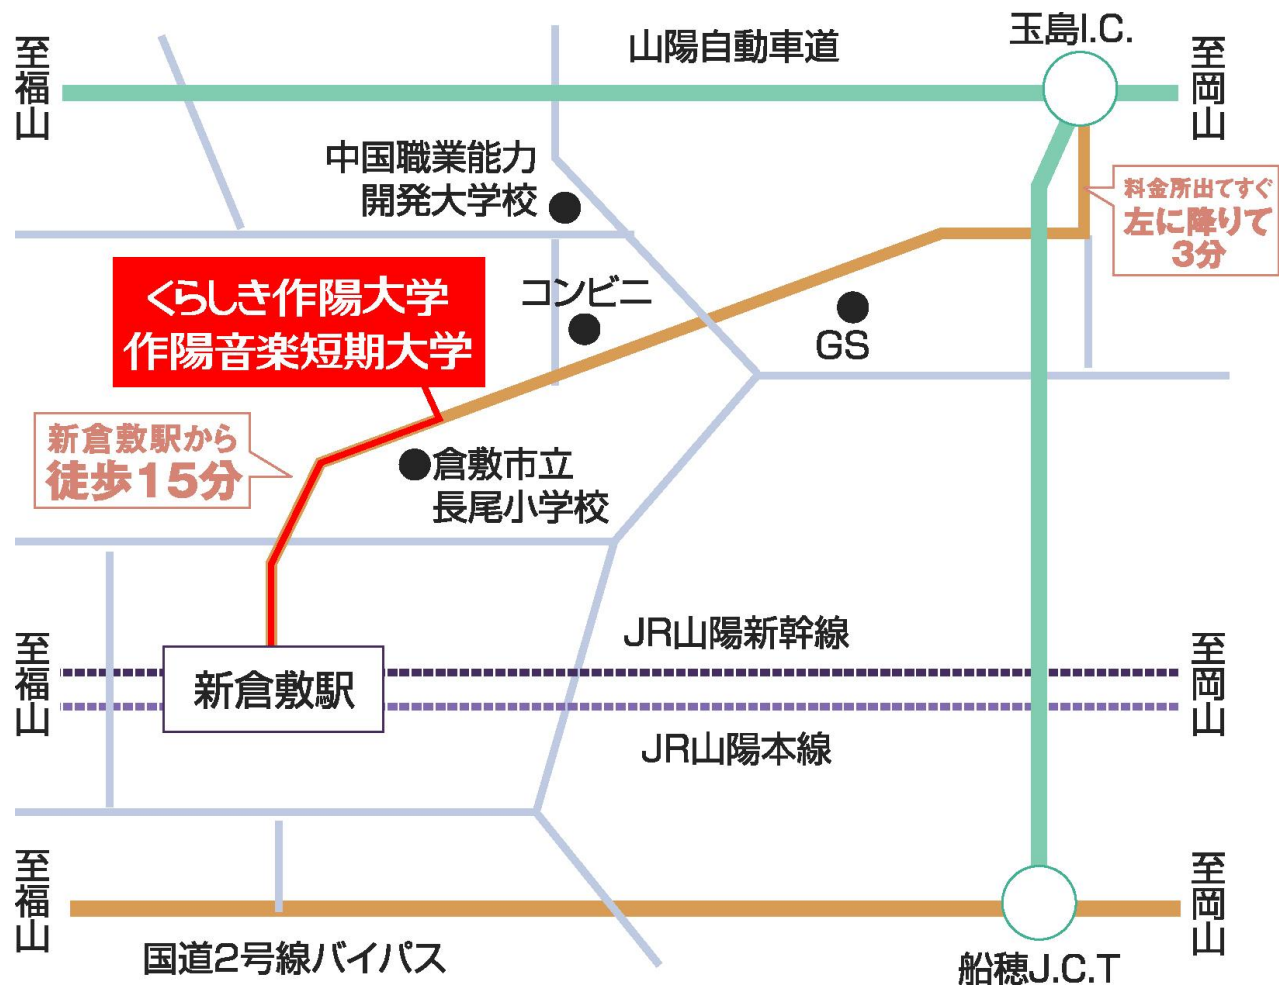 玉島I.C.
山陽自動車道
至福山
至岡山
中国職業能力
開発大学校
料金所出てすぐ
左に降りて
3分
くらしき作陽大学
作陽音楽短期大学
コンビニ
GS
新倉敷駅から
徒歩15分
倉敷市立
長尾小学校
JR山陽新幹線
至福山
至岡山
新倉敷駅
JR山陽本線
至福山
至岡山
国道2号線バイパス
船穂J.C.T